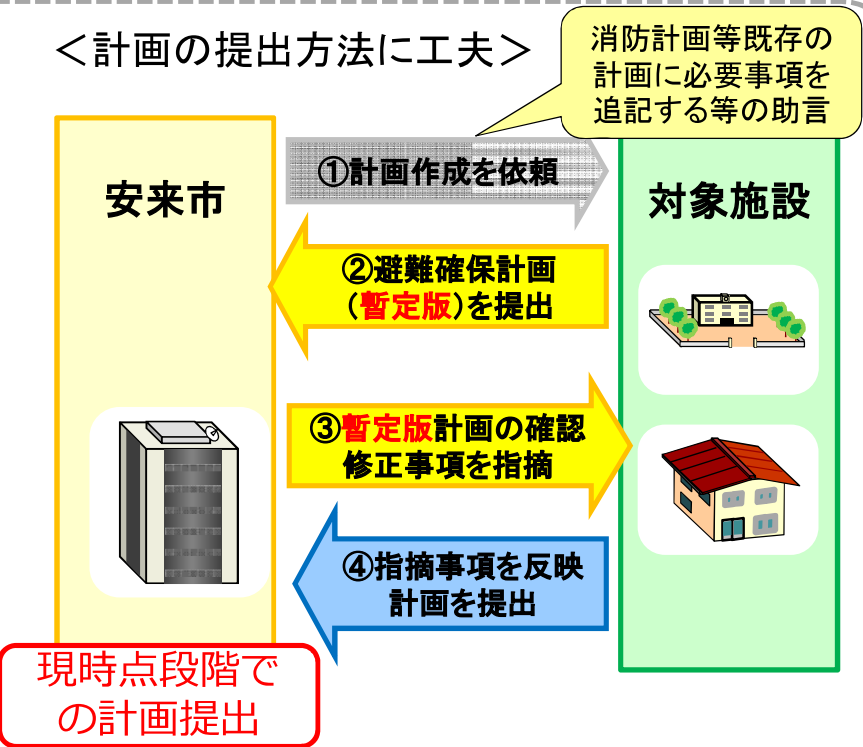 ＜計画の提出方法に工夫＞
消防計画等既存の
計画に必要事項を
追記する等の助言
安来市
①計画作成を依頼
対象施設
②避難確保計画
（暫定版）を提出
③暫定版計画の確認
修正事項を指摘
④指摘事項を反映
計画を提出
現時点段階で
の計画提出